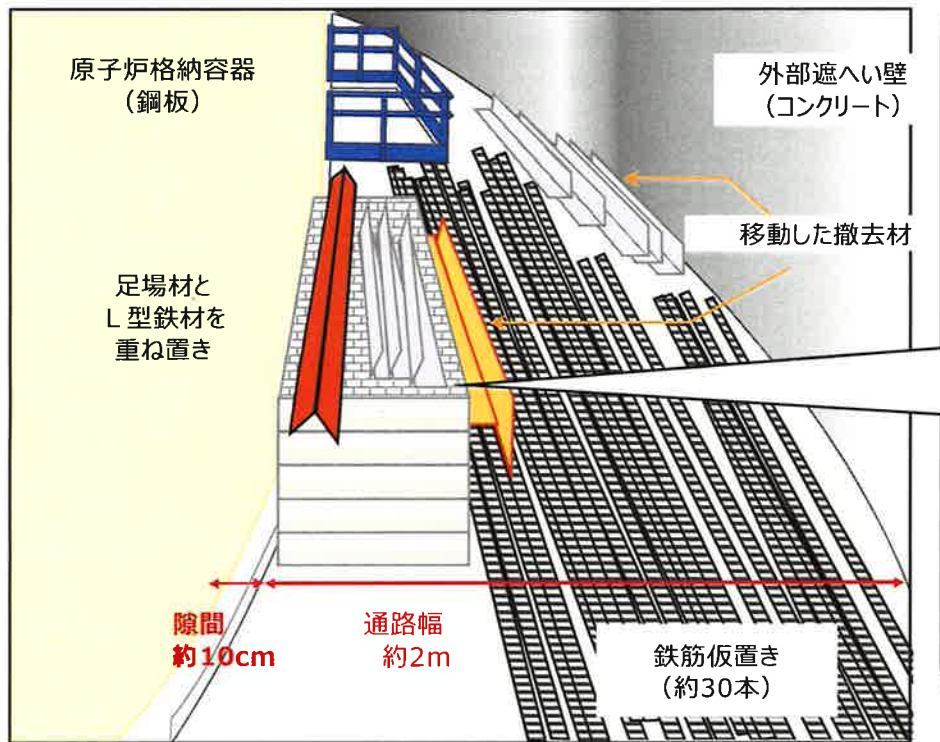 原子炉格納容器
（鋼板）
外部遮へい壁
（コンクリート）
移動した撤去材
足場材と
L型鉄材を
重ね置き
隙間
約10cm
通路幅
約2m
鉄筋仮置き
（約30本）